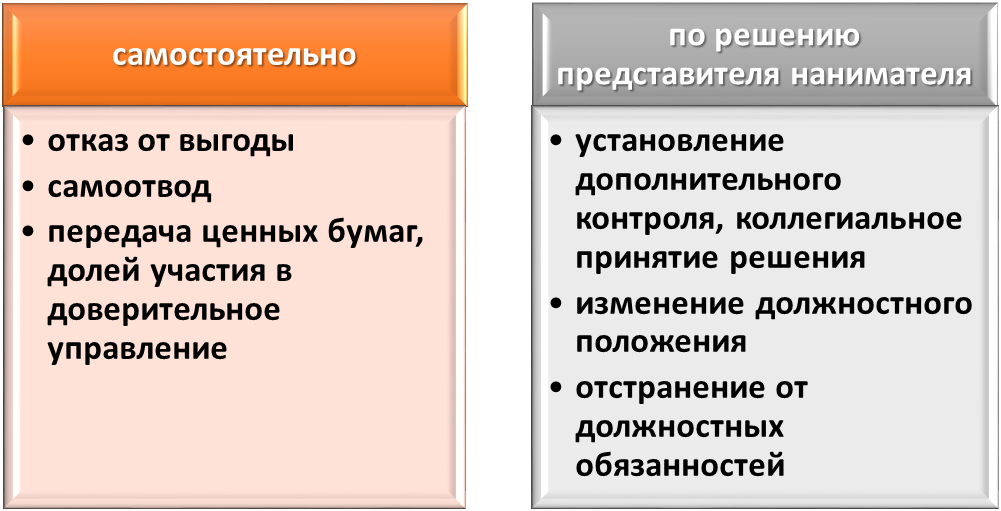 самостоятельно
• отказ от выгоды
• самоотвод
• передача ценных бумаг,
долей участия в
доверительное
управление
по решению
представителя нанимателя
• установление
дополнительного
контроля, коллегиальное
принятие решения
• изменение должностного
положения
• отстранение от
должностных
обязанностей